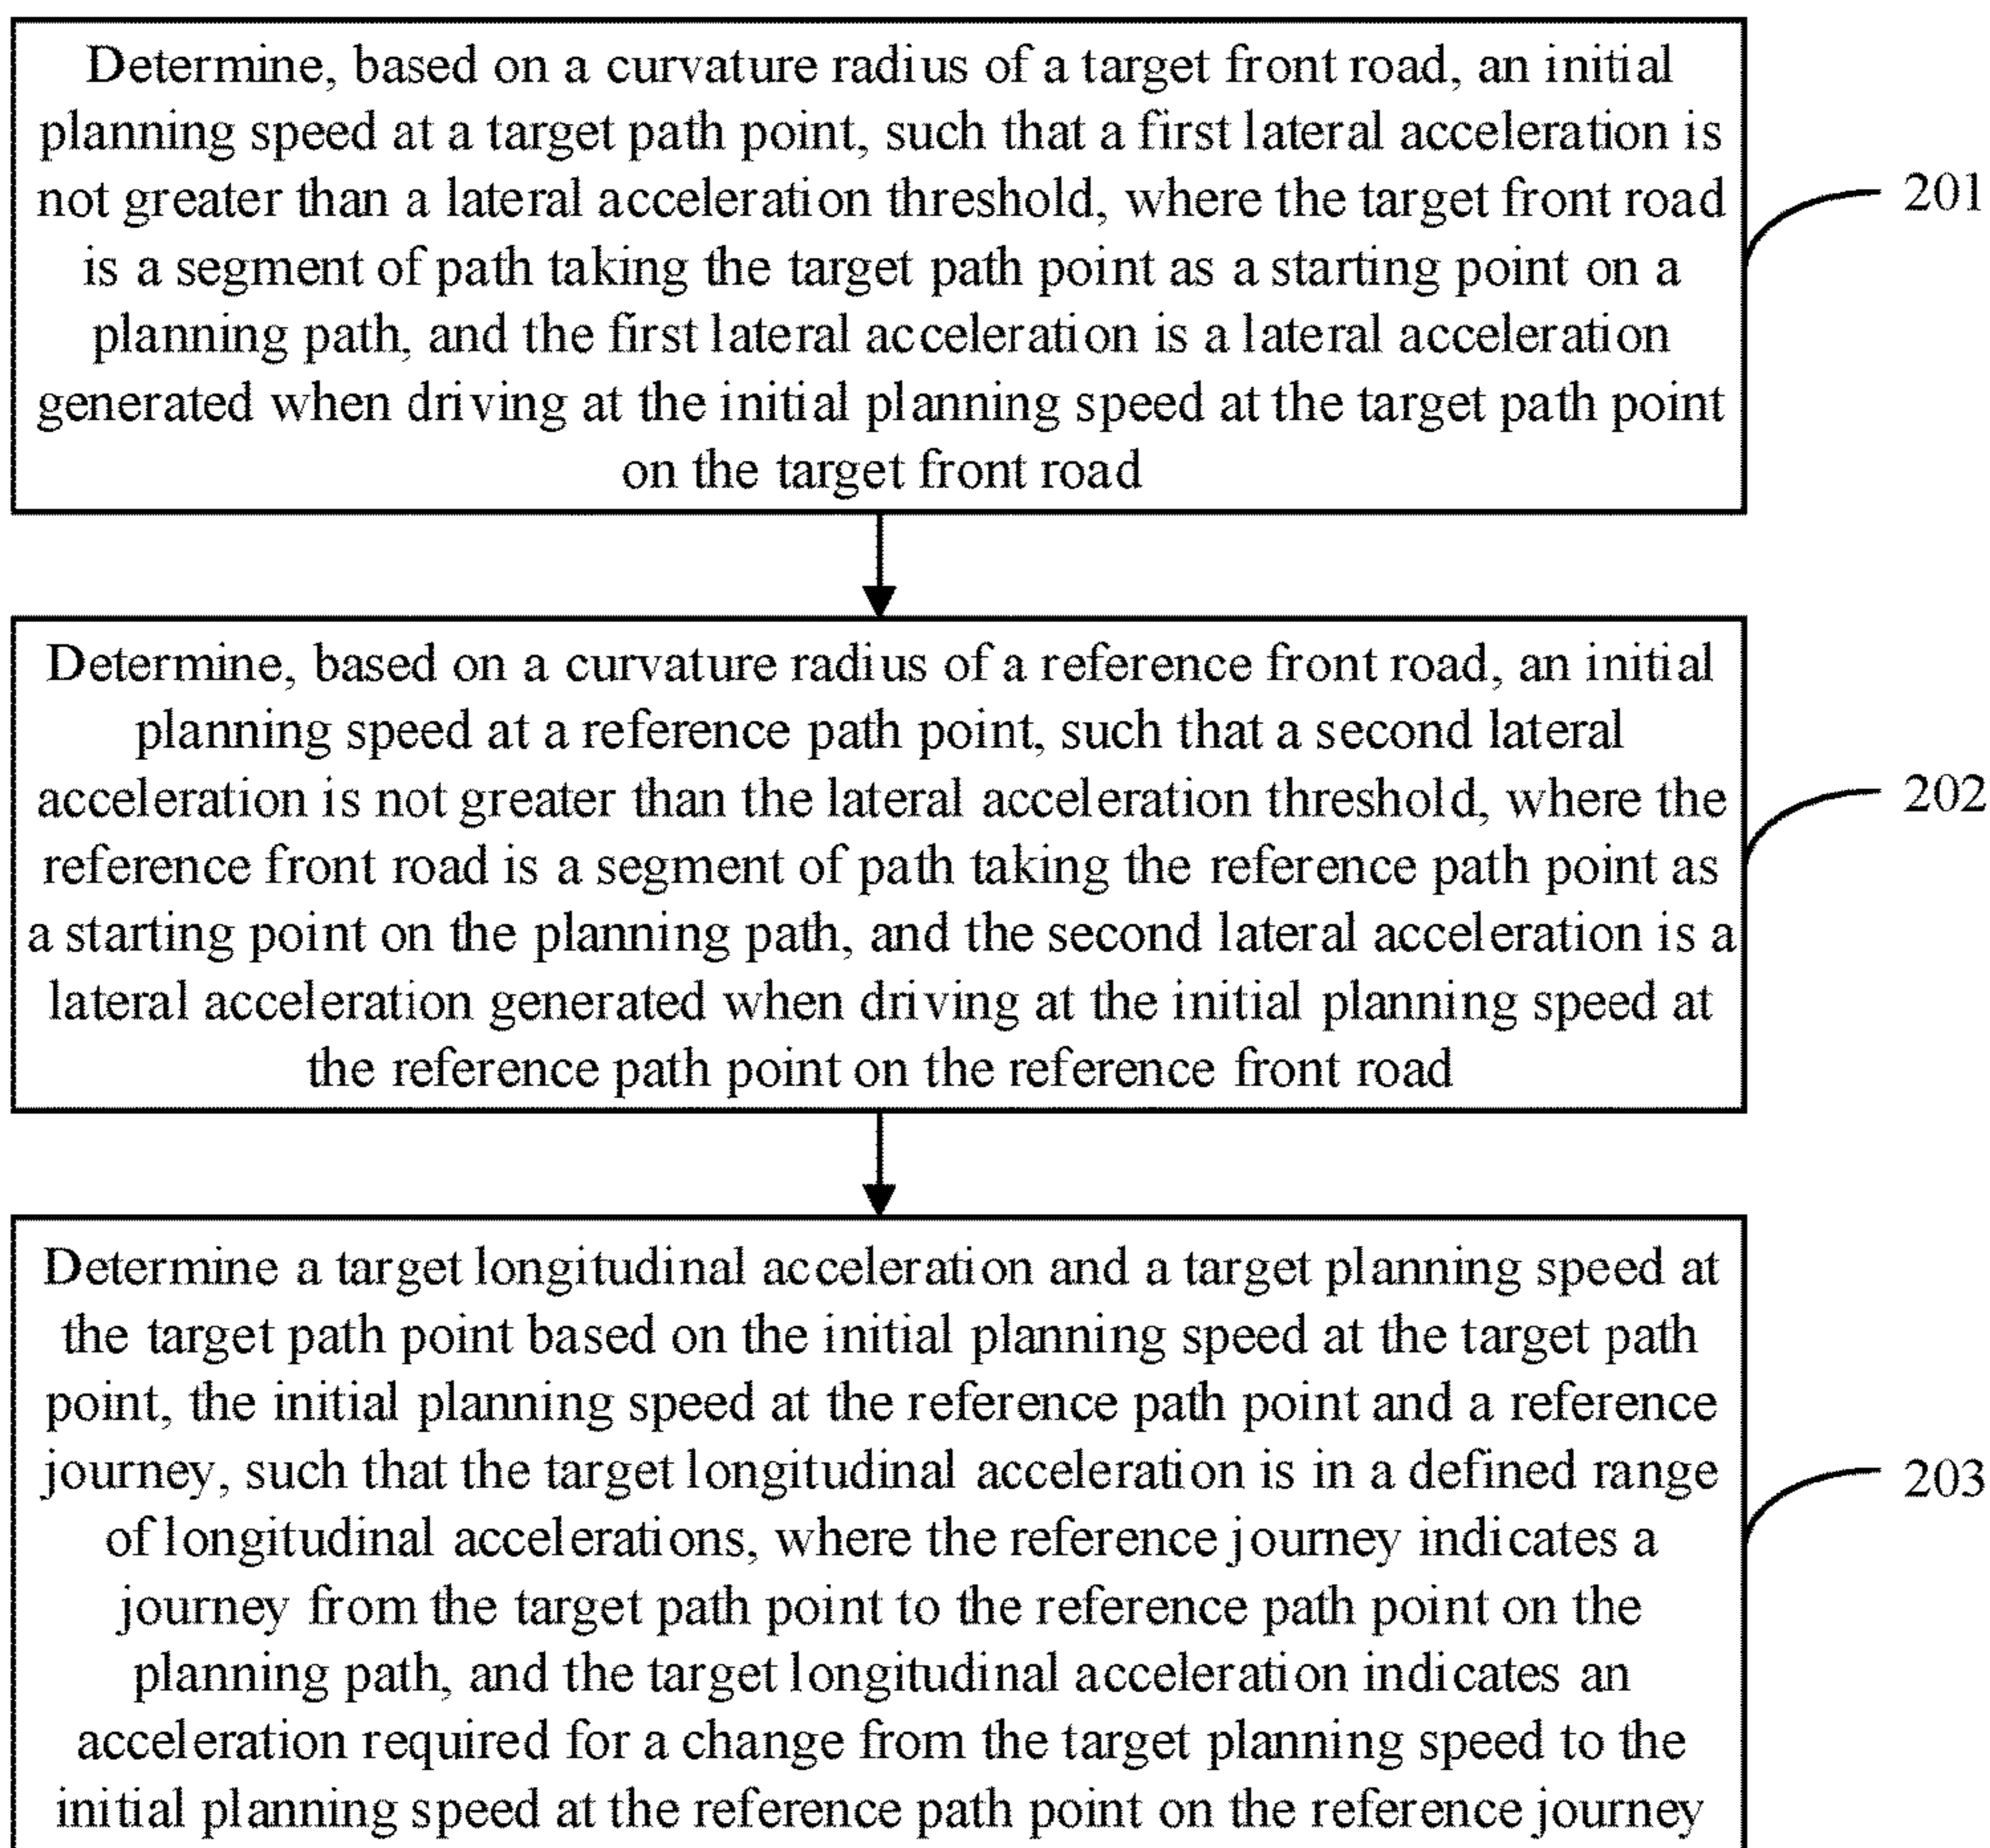 Determine, based on a curvature radius of a target front road, an initial
planning speed at a target path point, such that a first lateral acceleration is
not greater than a lateral acceleration threshold, where the target front road
is a segment of path taking the target path point as a starting point on a
planning path, and the first lateral acceleration is a lateral acceleration
generated when driving at the initial planning speed at the target path point
on the target front road
201
Determine, based on a curvature radius of a reference front road, an initial
planning speed at a reference path point, such that a second lateral
acceleration is not greater than the lateral acceleration threshold, where the
reference front road is a segment of path taking the reference path point as
a starting point on the planning path, and the second lateral acceleration is a
lateral acceleration generated when driving at the initial planning speed at
the reference path point on the reference front road
202
Determine a target longitudinal acceleration and a target planning speed at
the target path point based on the initial planning speed at the target path
point, the initial planning speed at the reference path point and a reference
journey, such that the target longitudinal acceleration is in a defined range
of longitudinal accelerations, where the reference journey indicates a
journey from the target path point to the reference path point on the
planning path, and the target longitudinal acceleration indicates an
acceleration required for a change from the target planning speed to the
initial planning speed at the reference path point on the reference journey
203